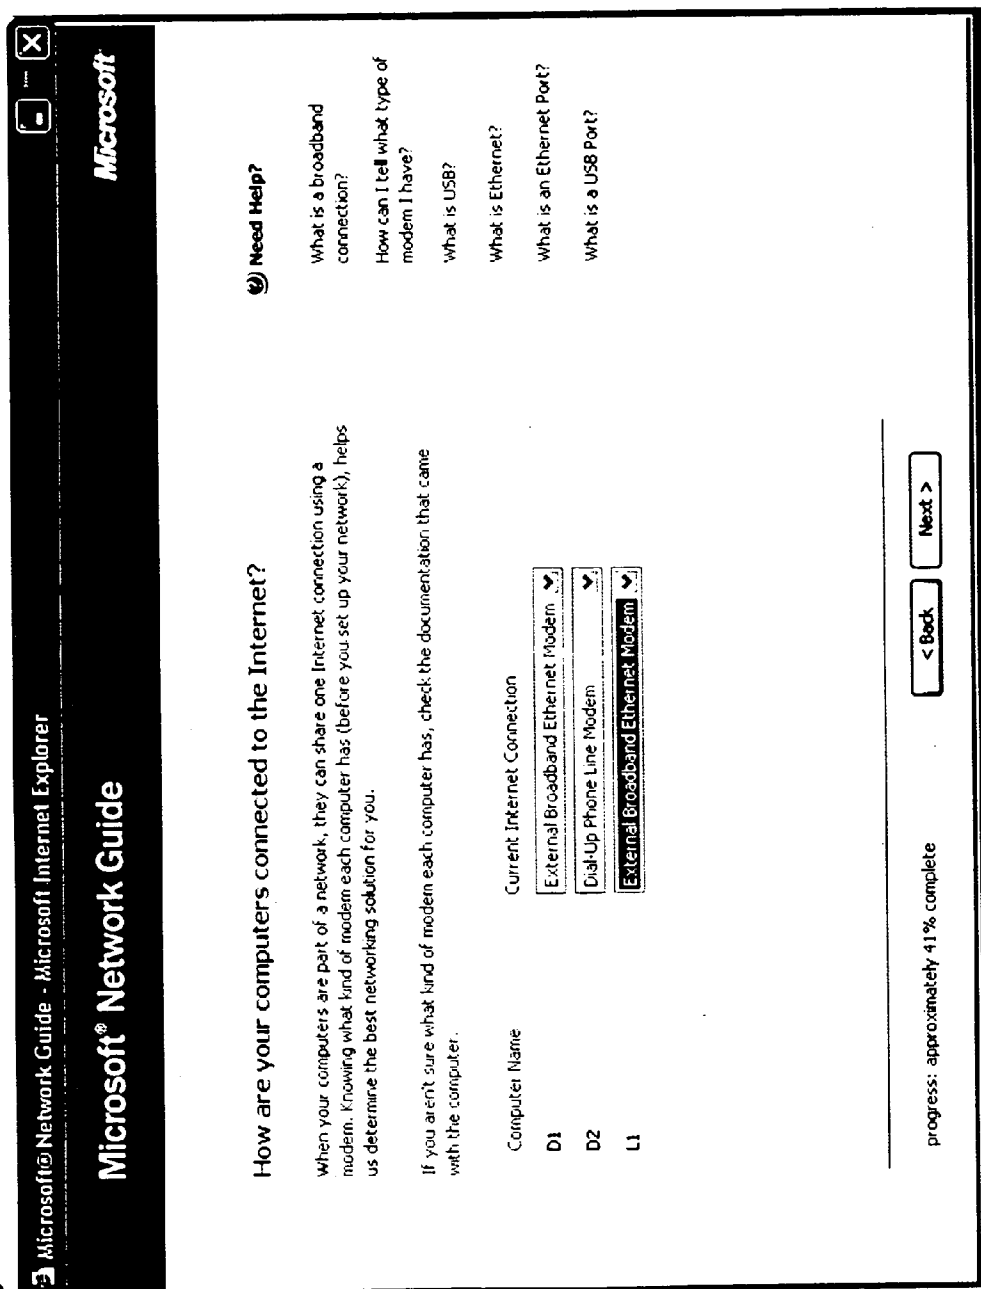 Microsoft® Network Guide - Microsoft Internet Explorer
Microsoft® Network Guide
Microsoft
How are your computers connected to the Internet?
When your computers are part of a network, they can share one Internet connection using a
modem. Knowing what kind of modem each computer has (before you set up your network), helps
us determine the best networking solution for you.
If you aren't sure what kind of modem each computer has, check the documentation that came
with the computer.
Computer Name Current Internet Connection
D1 External Broadband Ethernet Modem
D2 Dial-Up Phone Line Modem
L1 External Broadband Ethernet Modem
Need Help?
What is a broadband
connection?
How can I tell what type of
modem I have?
What is USB?
What is Ethernet?
What is an Ethernet Port?
What is a USB Port?
progress: approximately 41% complete
< Back
Next >